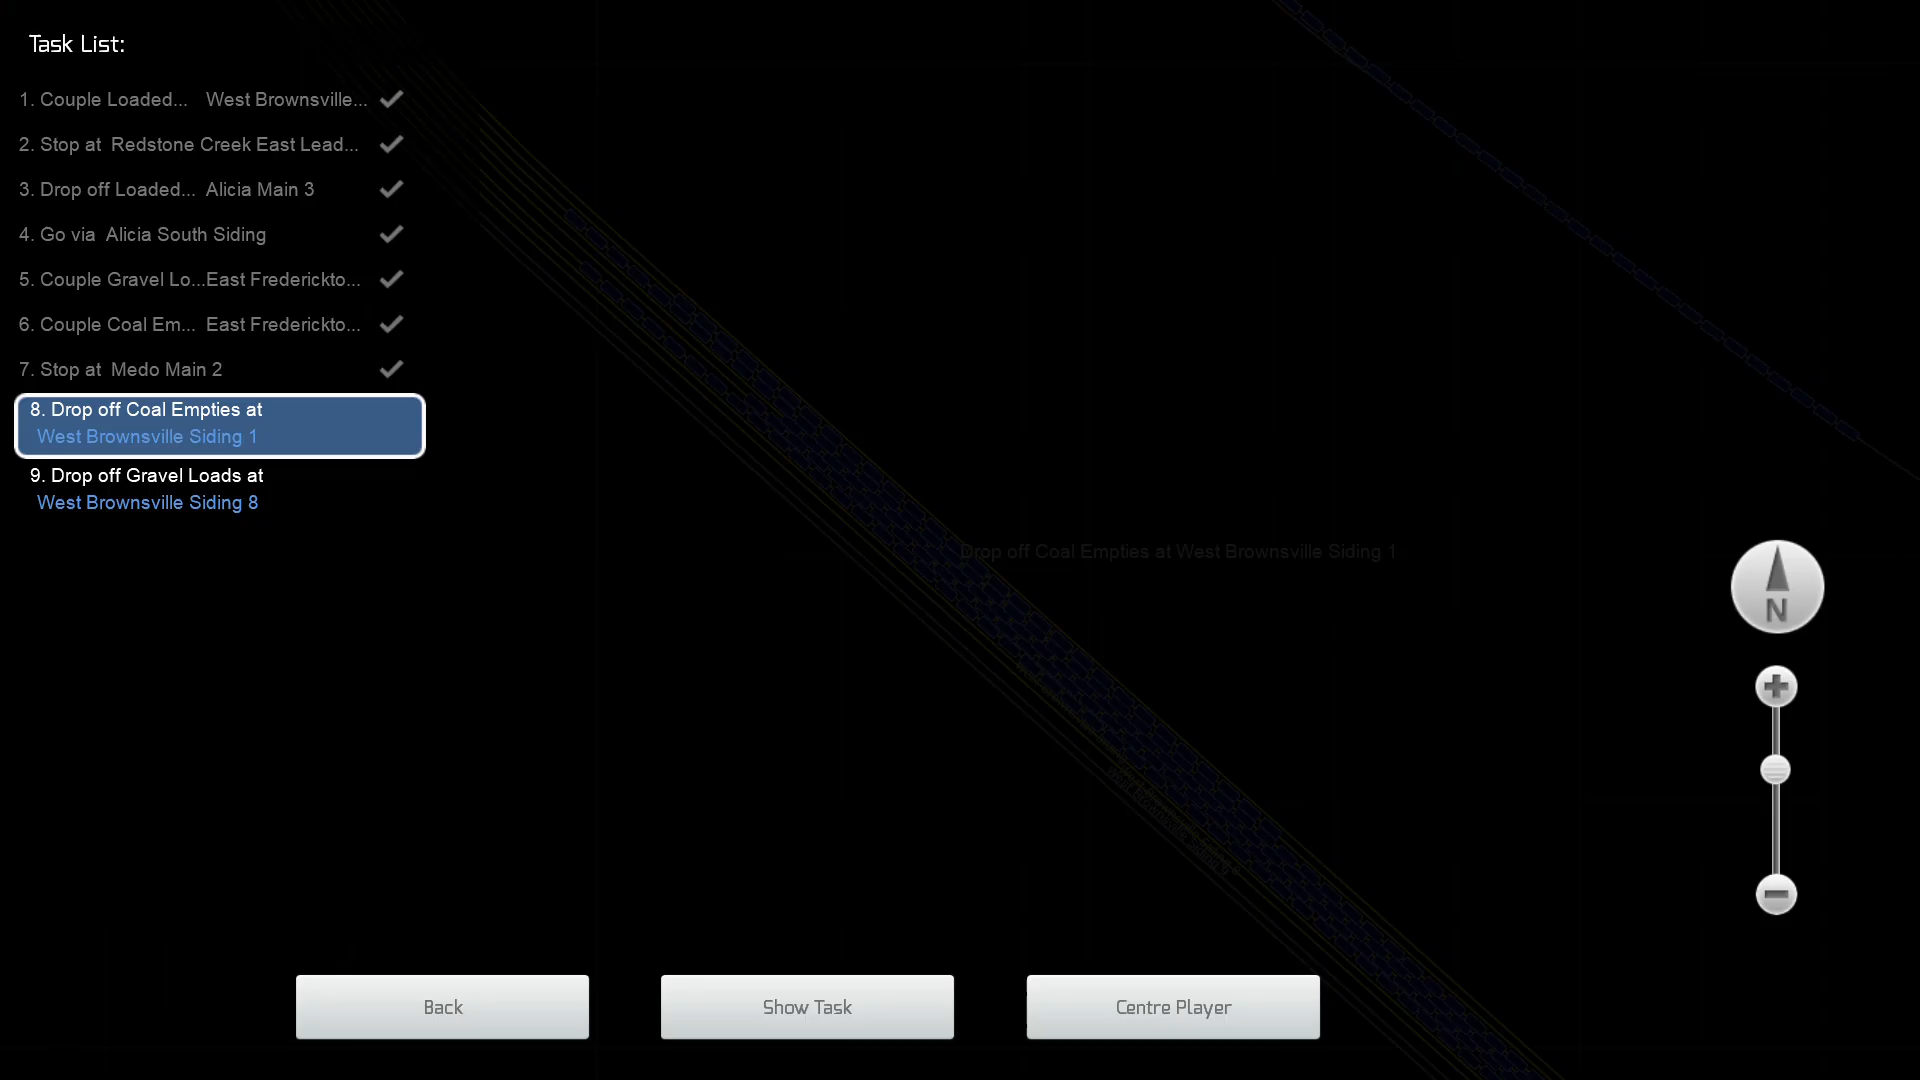 Task List:
1. Couple Loaded... West Brownsville...
2. Stop at Redstone Creek East Lead...
3. Drop off Loaded... Alicia Main 3
4. Go via Alicia South Siding
5. Couple Gravel Lo...East Frederickto...
6. Couple Coal Em... East Frederickto...
7. Stop at Medo Main 2
8. Drop off Coal Empties at
West Brownsville Siding 1
9. Drop off Gravel Loads at
West Brownsville Siding 8
Drop off Coal Empties at West Brownsville Siding 1
N
Back
Show Task
Centre Player